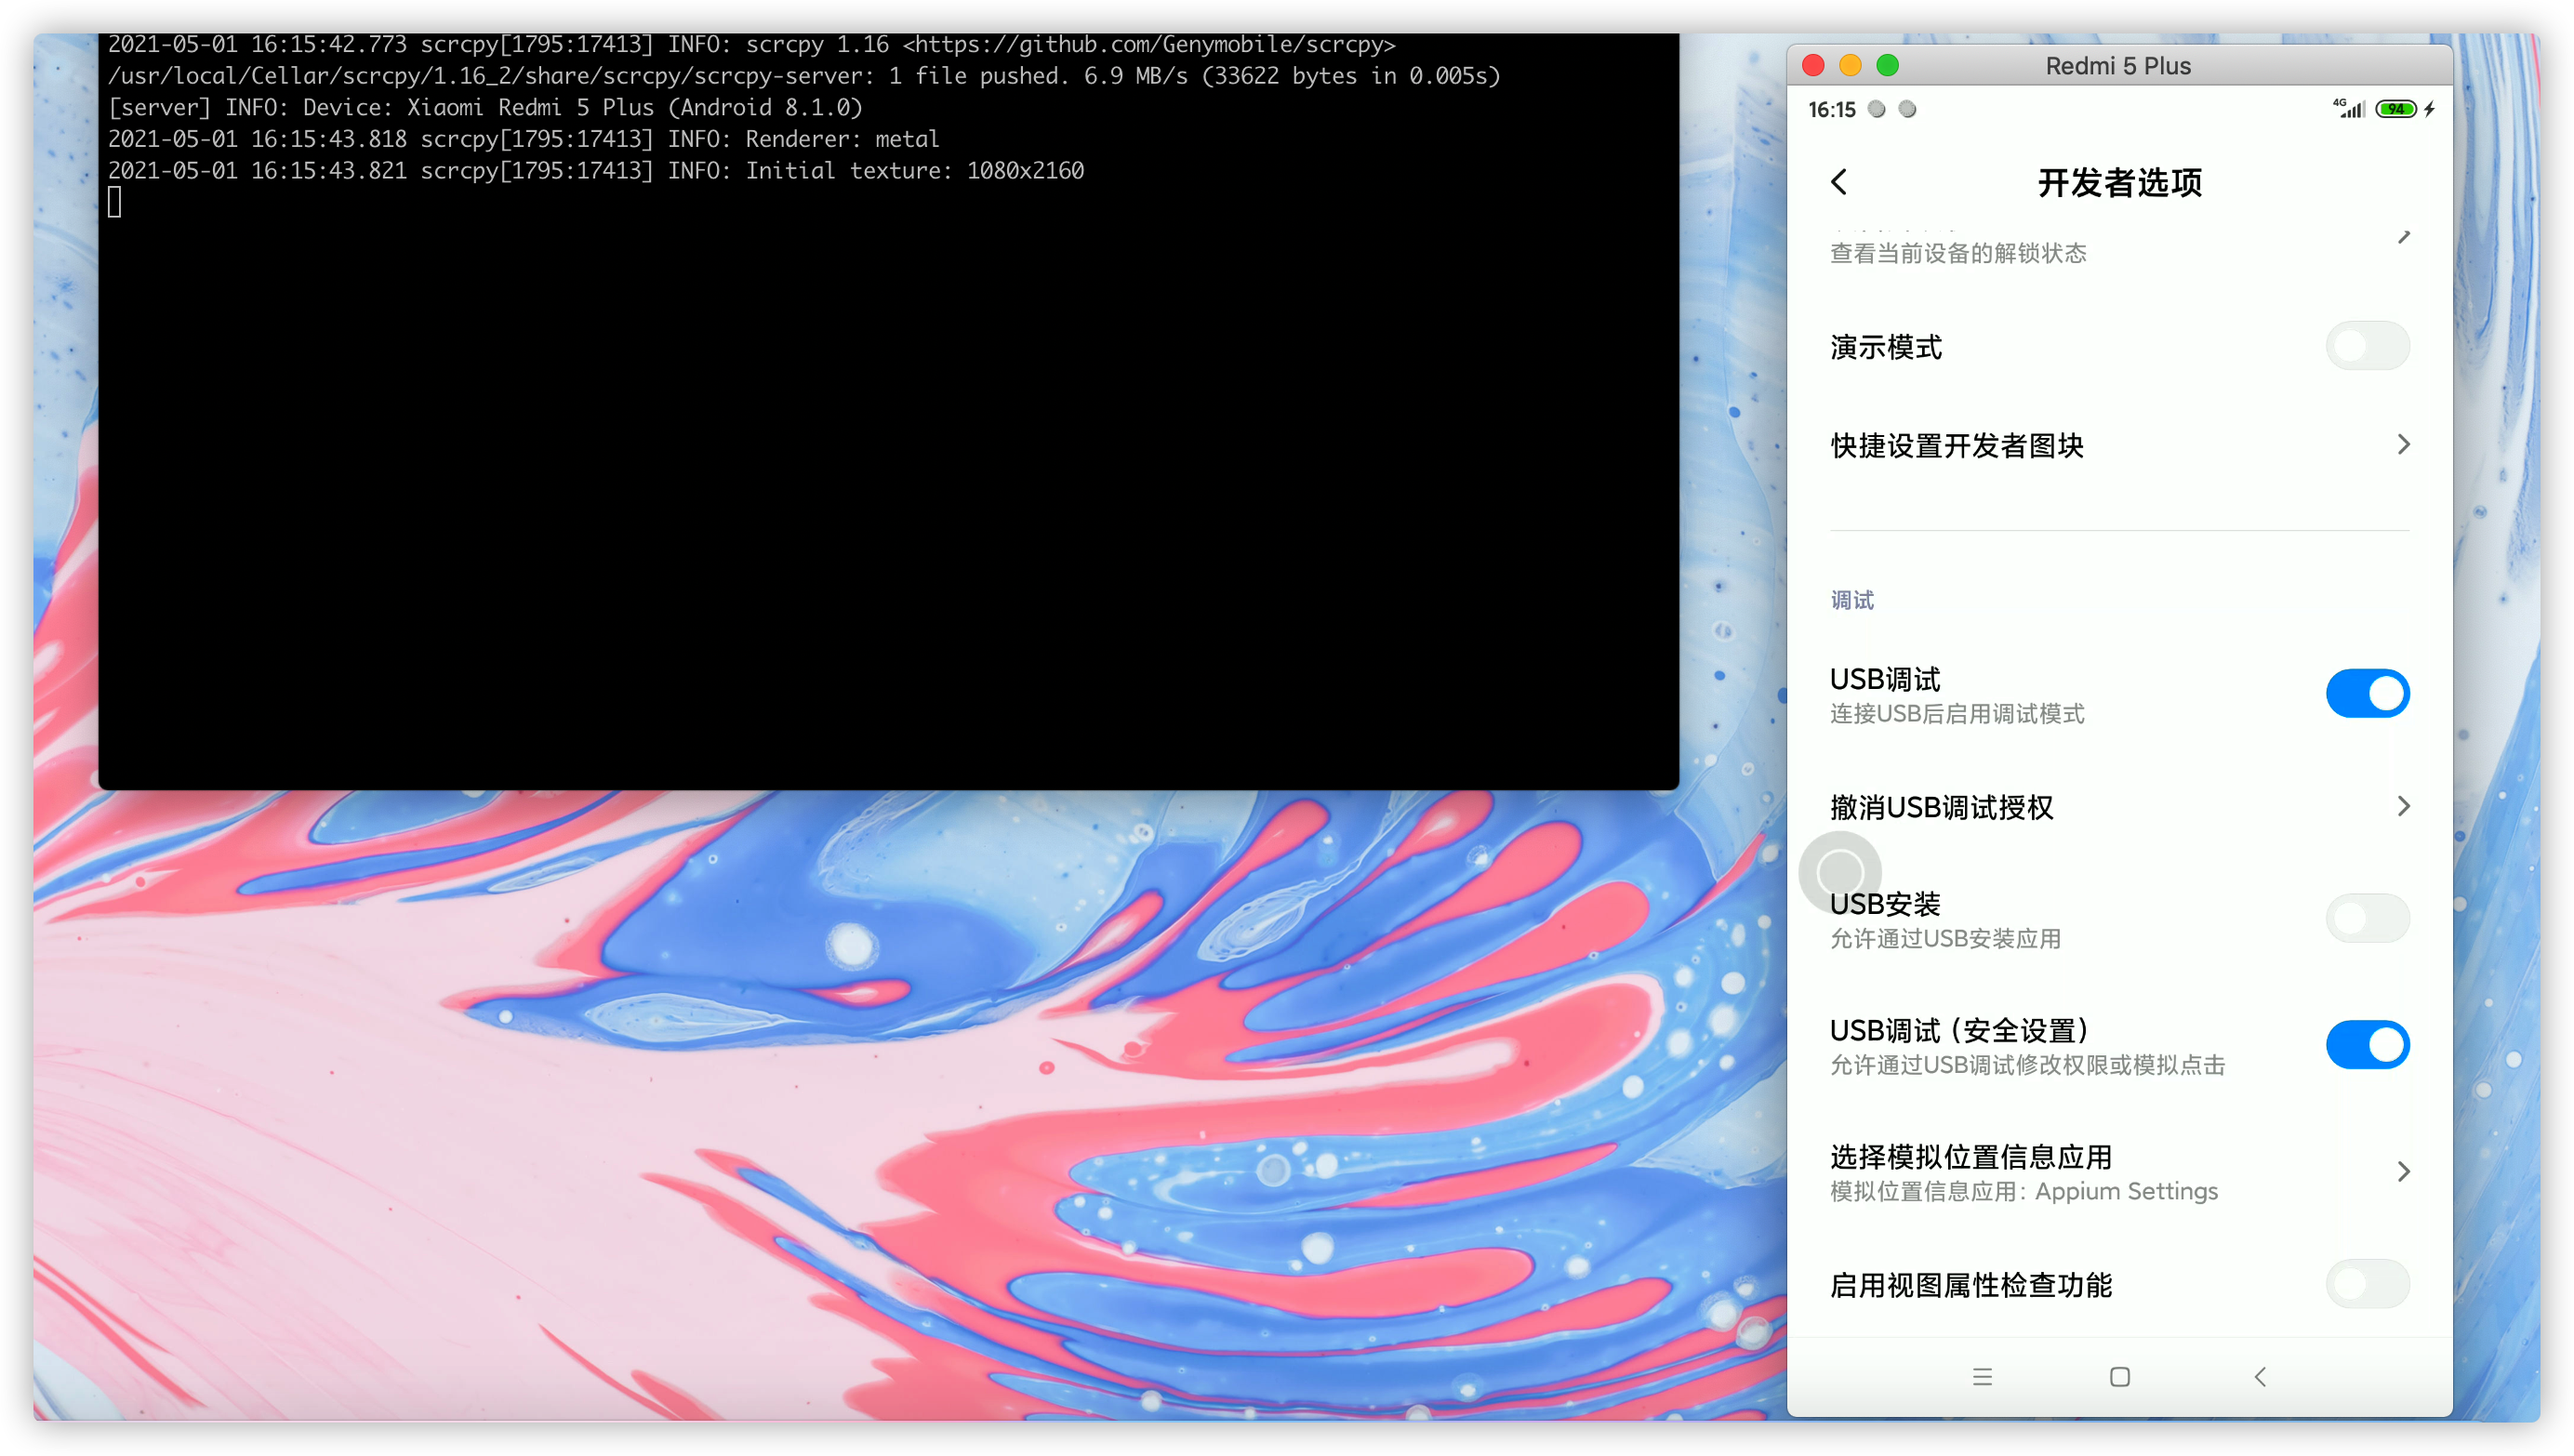 2021-05-01 16:15:42.773 scrcpy[1795:17413] INFO: scrcpy 1.16 <https://github.com/Genymobile/scrcpy>
/usr/local/Cellar/scrcpy/1.16_2/share/scrcpy/scrcpy-server: 1 file pushed. 6.9 MB/s (33622 bytes in 0.005s)
[server] INFO: Device: Xiaomi Redmi 5 Plus (Android 8.1.0)
2021-05-01 16:15:43.818 scrcpy[1795:17413] INFO: Renderer: metal
2021-05-01 16:15:43.821 scrcpy[1795:17413] INFO: Initial texture: 1080x2160
Redmi 5 Plus
16:15 4G 94
开发者选项
查看当前设备的解锁状态
演示模式
快捷设置开发者图块
调试
USB调试
连接USB后启用调试模式
撤消USB调试授权
USB安装
允许通过USB安装应用
USB调试（安全设置）
允许通过USB调试修改权限或模拟点击
选择模拟位置信息应用
模拟位置信息应用：Appium Settings
启用视图属性检查功能